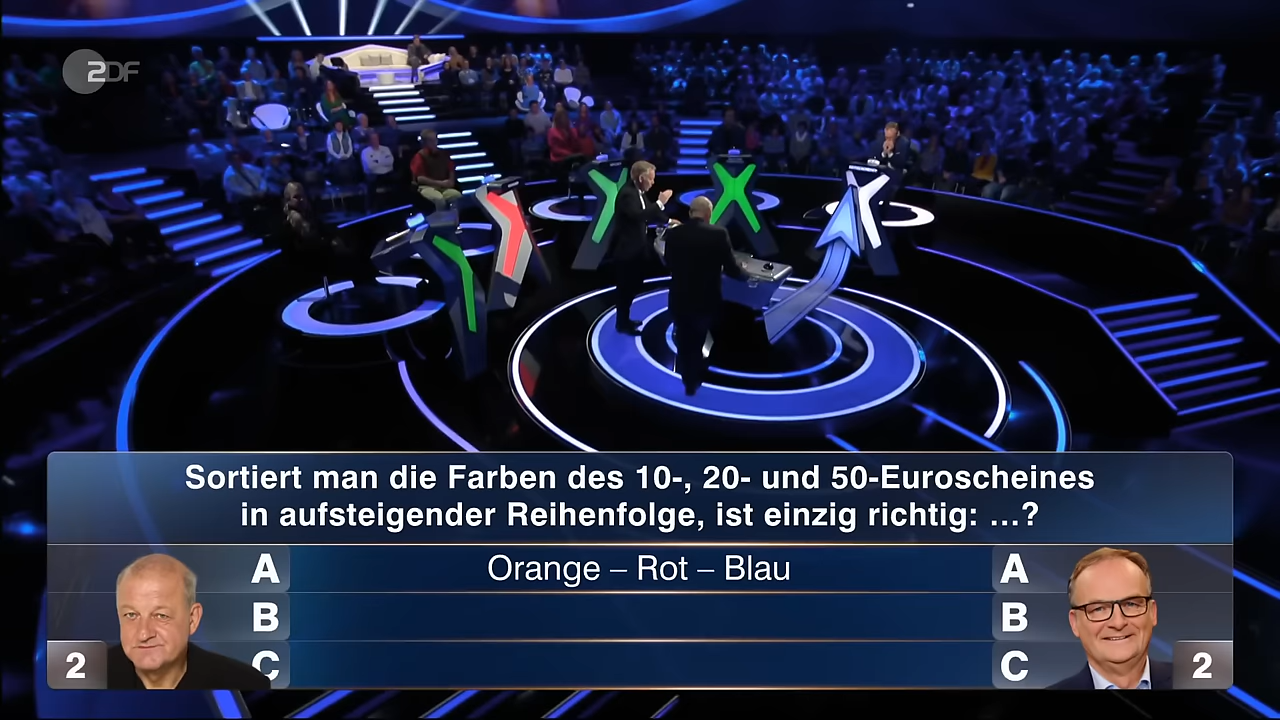 2DF
Sortiert man die Farben des 10-, 20- und 50-Euroscheines
in aufsteigender Reihenfolge, ist einzig richtig: ...?
A Orange – Rot – Blau A
B B
C C
2 2